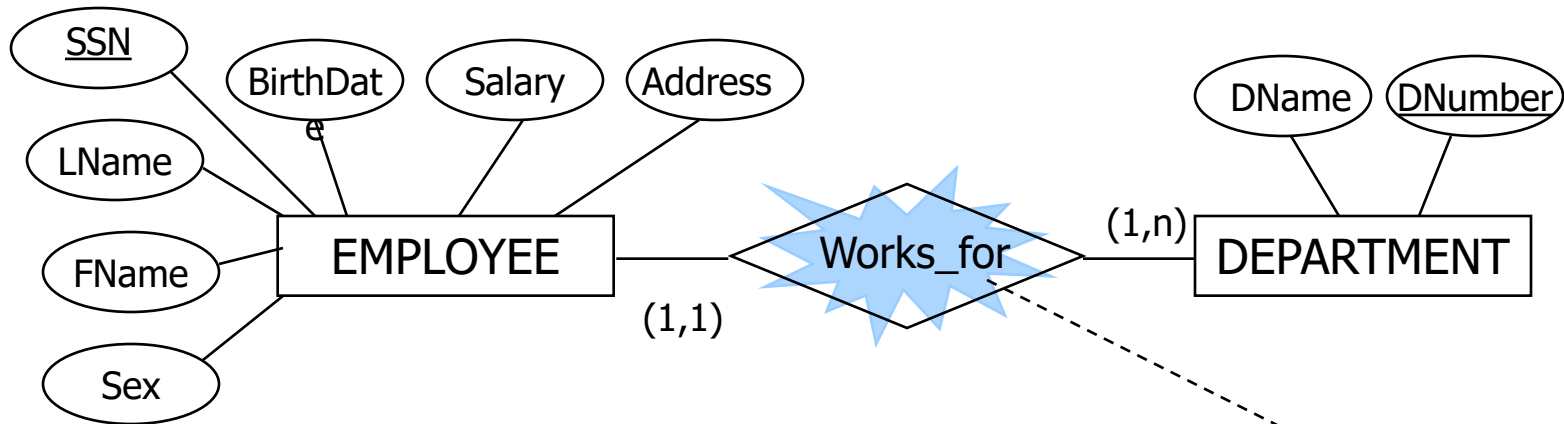 SSN
BirthDat
e
Salary
Address
DName
DNumber
LName
FName
Sex
EMPLOYEE
(1,1)
Works_for
(1,n)
DEPARTMENT